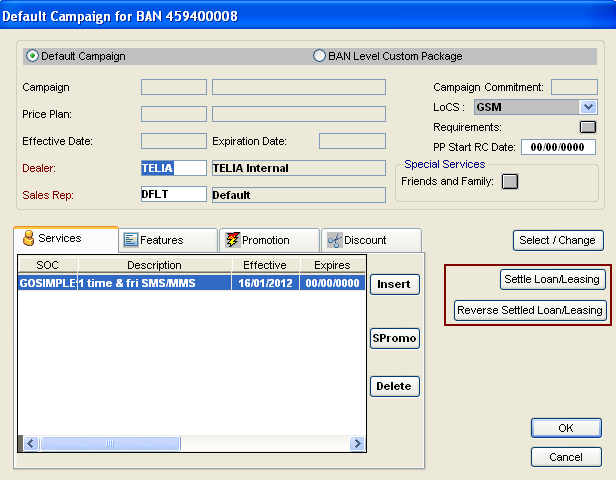 Default Campaign for BAN 459400008
Default Campaign BAN Level Custom Package
Campaign Campaign Commitment:
Price Plan: LoCS : GSM
Requirements:
Effective Date: Expiration Date: PP Start RC Date: 00/00/0000
Dealer: TELIA TELIA Internal Special Services
Sales Rep: DFLT Default Friends and Family:
Services Features Promotion Discount Select / Change
SOC Description Effective Expires
GOSIMPLE 1 time & fri SMS/MMS 16/01/2012 00/00/0000 Insert Settle Loan/Leasing
Reverse Settled Loan/Leasing
SPromo
Delete
OK
Cancel